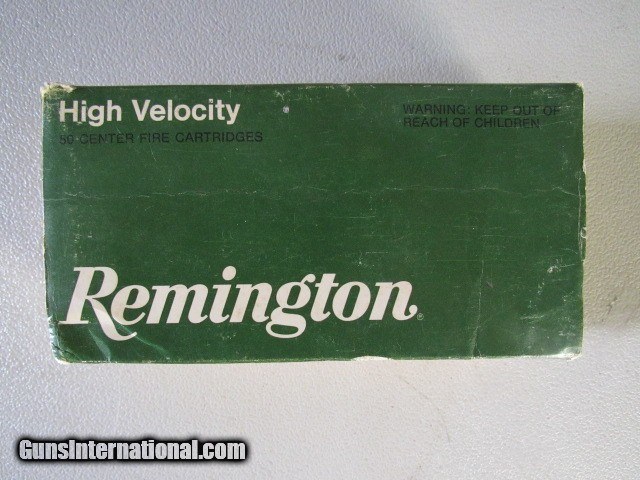 High Velocity
50 CENTER FIRE CARTRIDGES
WARNING: KEEP OUT OF
REACH OF CHILDREN
Remington®
GunsInternational.com